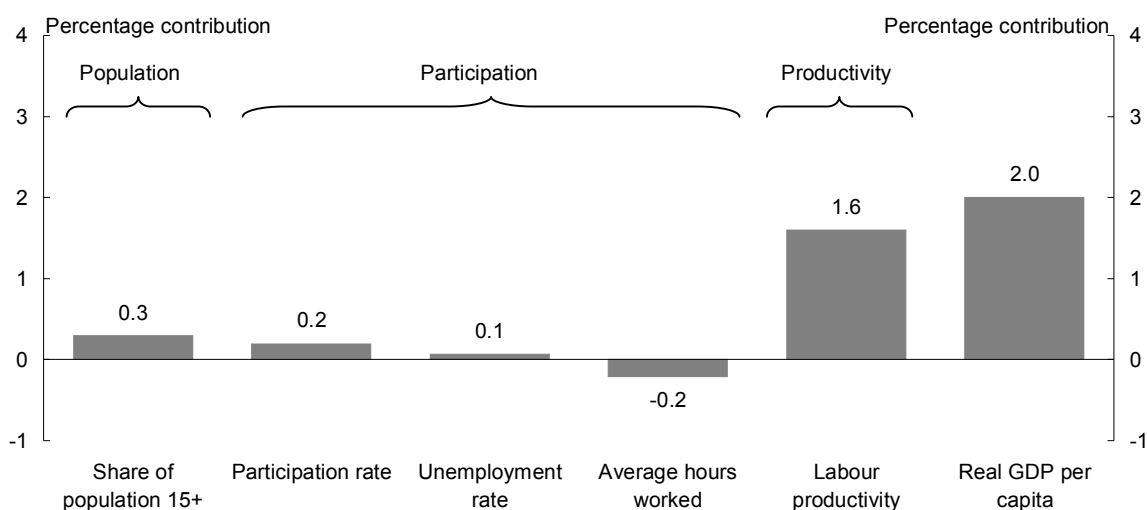 Percentage contribution Percentage contribution
4 4
Population Participation Productivity
3 3
2.0
2 2
1.6
1 1
0.3 0.2 0.1
0 0
-0.2
-1 -1
Share of Participation rate Unemployment Average hours Labour Real GDP per
population 15+ rate worked productivity capita